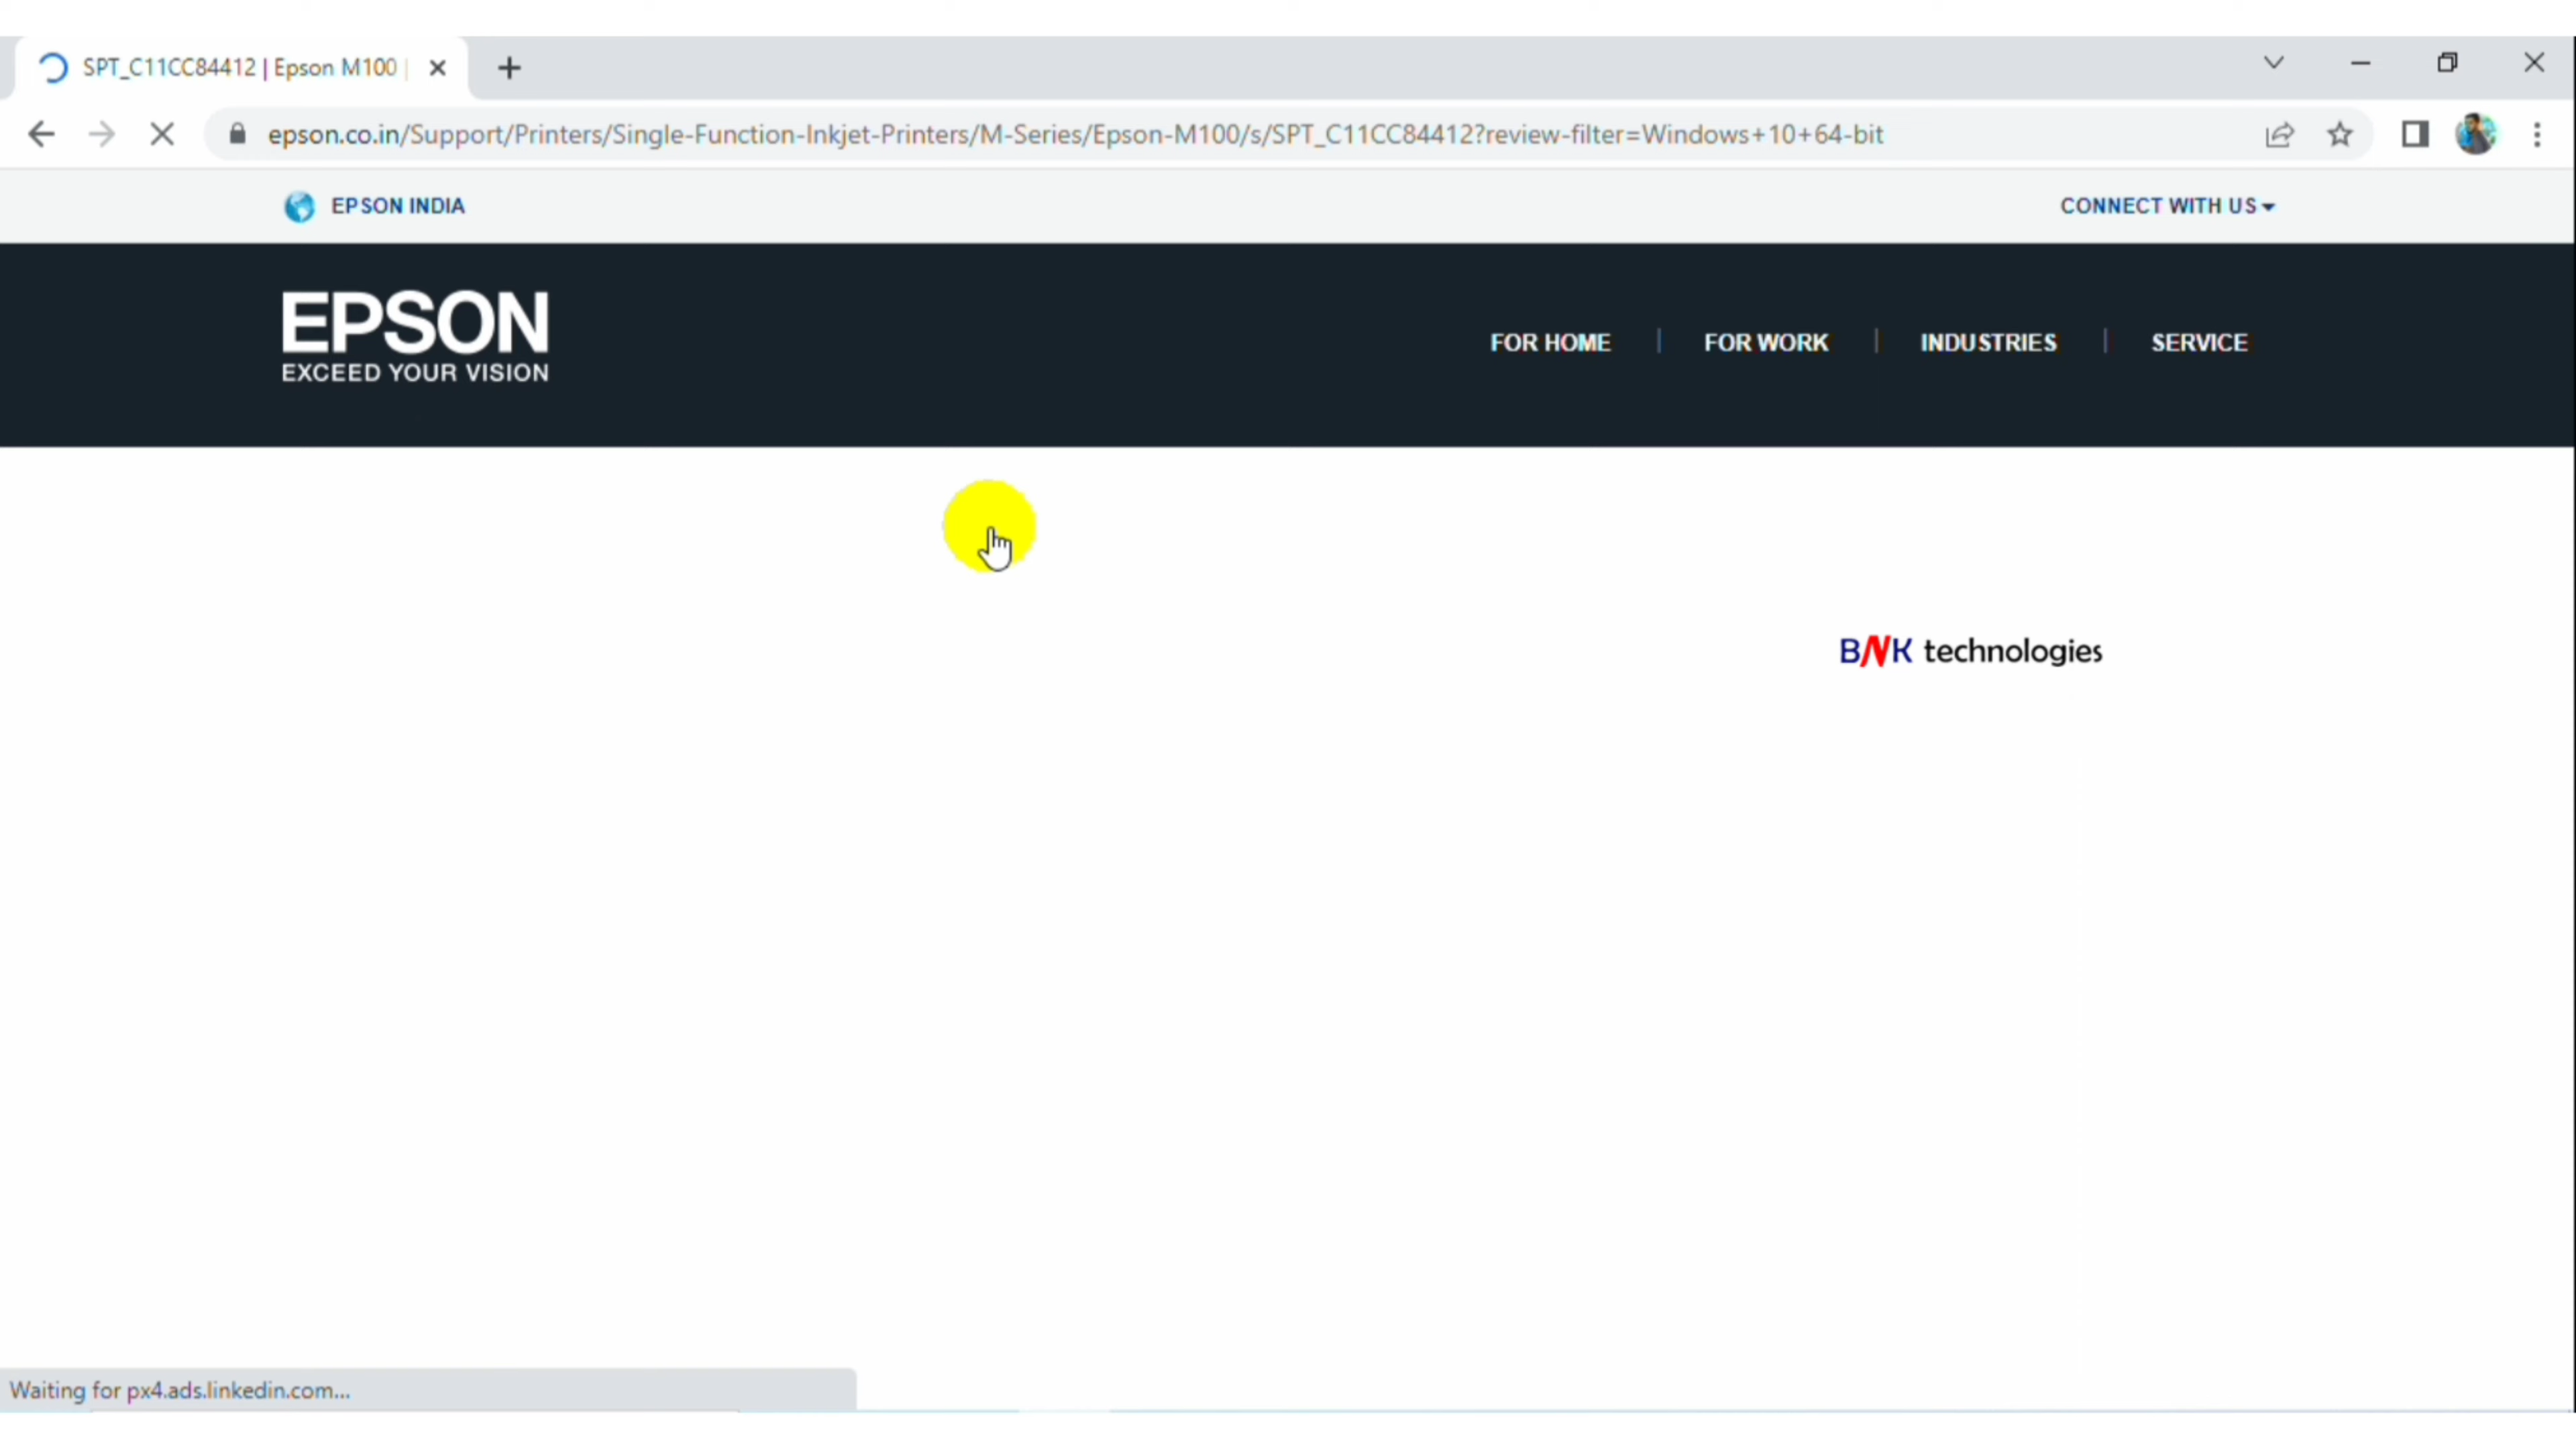 SPT_C11CC84412 | Epson M100 |
epson.co.in/Support/Printers/Single-Function-Inkjet-Printers/M-Series/Epson-M100/s/SPT_C11CC84412?review-filter=Windows+10+64-bit
EPSON INDIA
CONNECT WITH US
EPSON
EXCEED YOUR VISION
FOR HOME | FOR WORK | INDUSTRIES | SERVICE
BNK technologies
Waiting for px4.ads.linkedin.com...